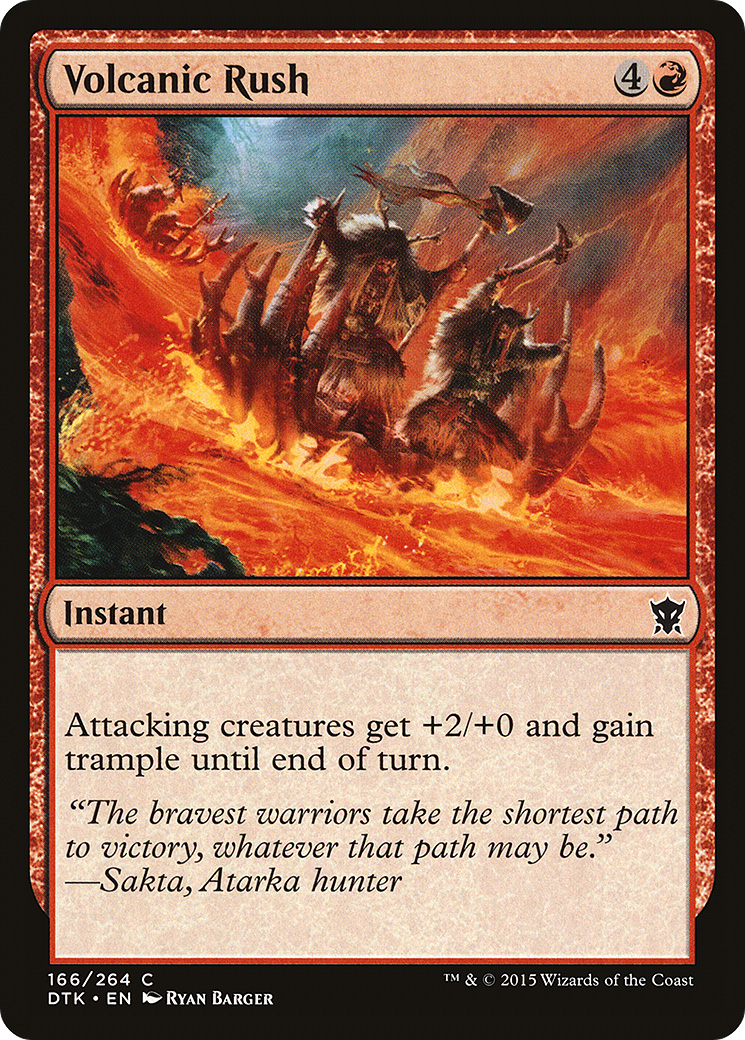 Volcanic Rush 4
Instant
Attacking creatures get +2/+0 and gain
trample until end of turn.
“The bravest warriors take the shortest path
to victory, whatever that path may be.”
—Sakta, Atarka hunter
166/264 C
DTK • EN Ryan Barger
™ & © 2015 Wizards of the Coast